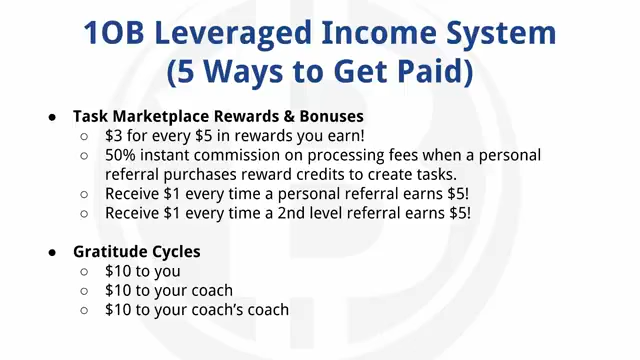 1OB Leveraged Income System
(5 Ways to Get Paid)
● Task Marketplace Rewards & Bonuses
○ $3 for every $5 in rewards you earn!
○ 50% instant commission on processing fees when a personal
referral purchases reward credits to create tasks.
○ Receive $1 every time a personal referral earns $5!
○ Receive $1 every time a 2nd level referral earns $5!
● Gratitude Cycles
○ $10 to you
○ $10 to your coach
○ $10 to your coach's coach